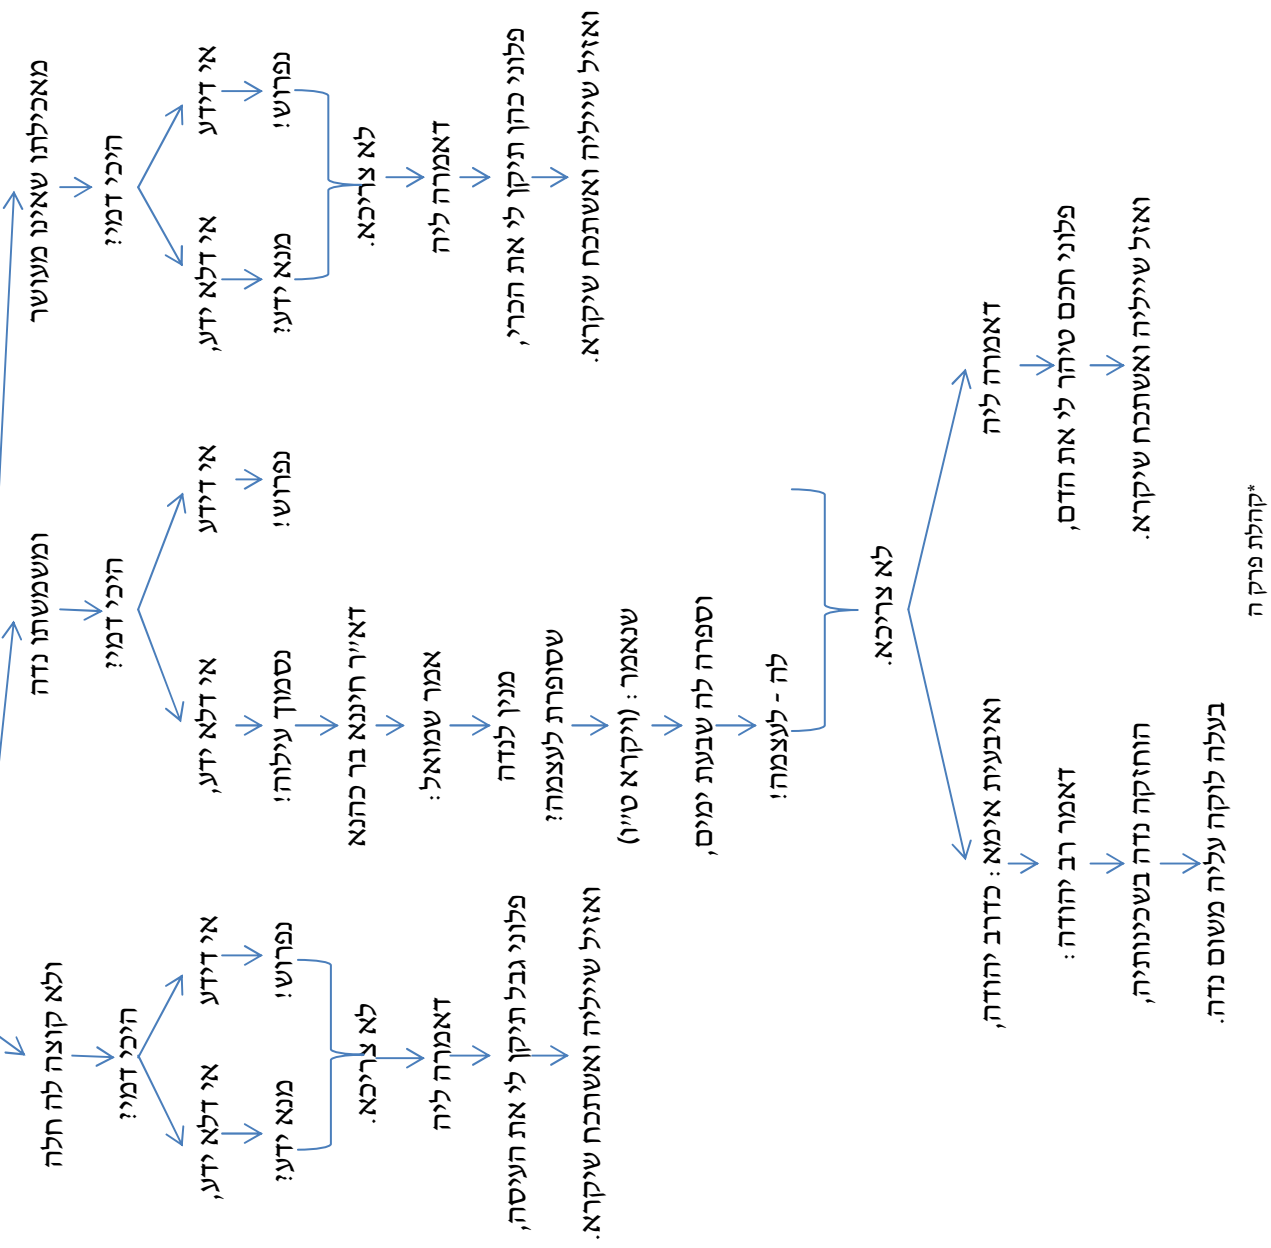 מאכילתו שאינו מעושר
היכי דמי?
אי דידע
נפרוש!
אי דלא ידע,
מנא ידע?
לא צריכא.
דאמרה ליה
פלוני כהן תיקן לי את הכרי,
ואזיל שייליה ואשתכח שיקרא.
ומשמשתו נדה
היכי דמי?
אי דידע
נפרוש!
אי דלא ידע,
נסמוך עילוה!
דא״ר חיננא בר כהנא
אמר שמואל:
מנין לנדה
שסופרת לעצמה?
שנאמר: (ויקרא ט״ו)
וספרה לה שבעת ימים,
לה - לעצמה!
לא צריכא.
דאמרה ליה
פלוני חכם טיהר לי את הדם,
ואזל שייליה ואשתכח שיקרא.
ואיבעית אימא: כדרב יהודה,
דאמר רב יהודה:
הוחזקה נדה בשכינותיה,
בעלה לוקה עליה משום נדה.
ולא קוצה לה חלה
היכי דמי?
אי דידע
נפרוש!
אי דלא ידע,
מנא ידע?
לא צריכא.
דאמרה ליה
פלוני גבל תיקן לי את העיסה,
ואזיל שייליה ואשתכח שיקרא.
*קהלת פרק ה